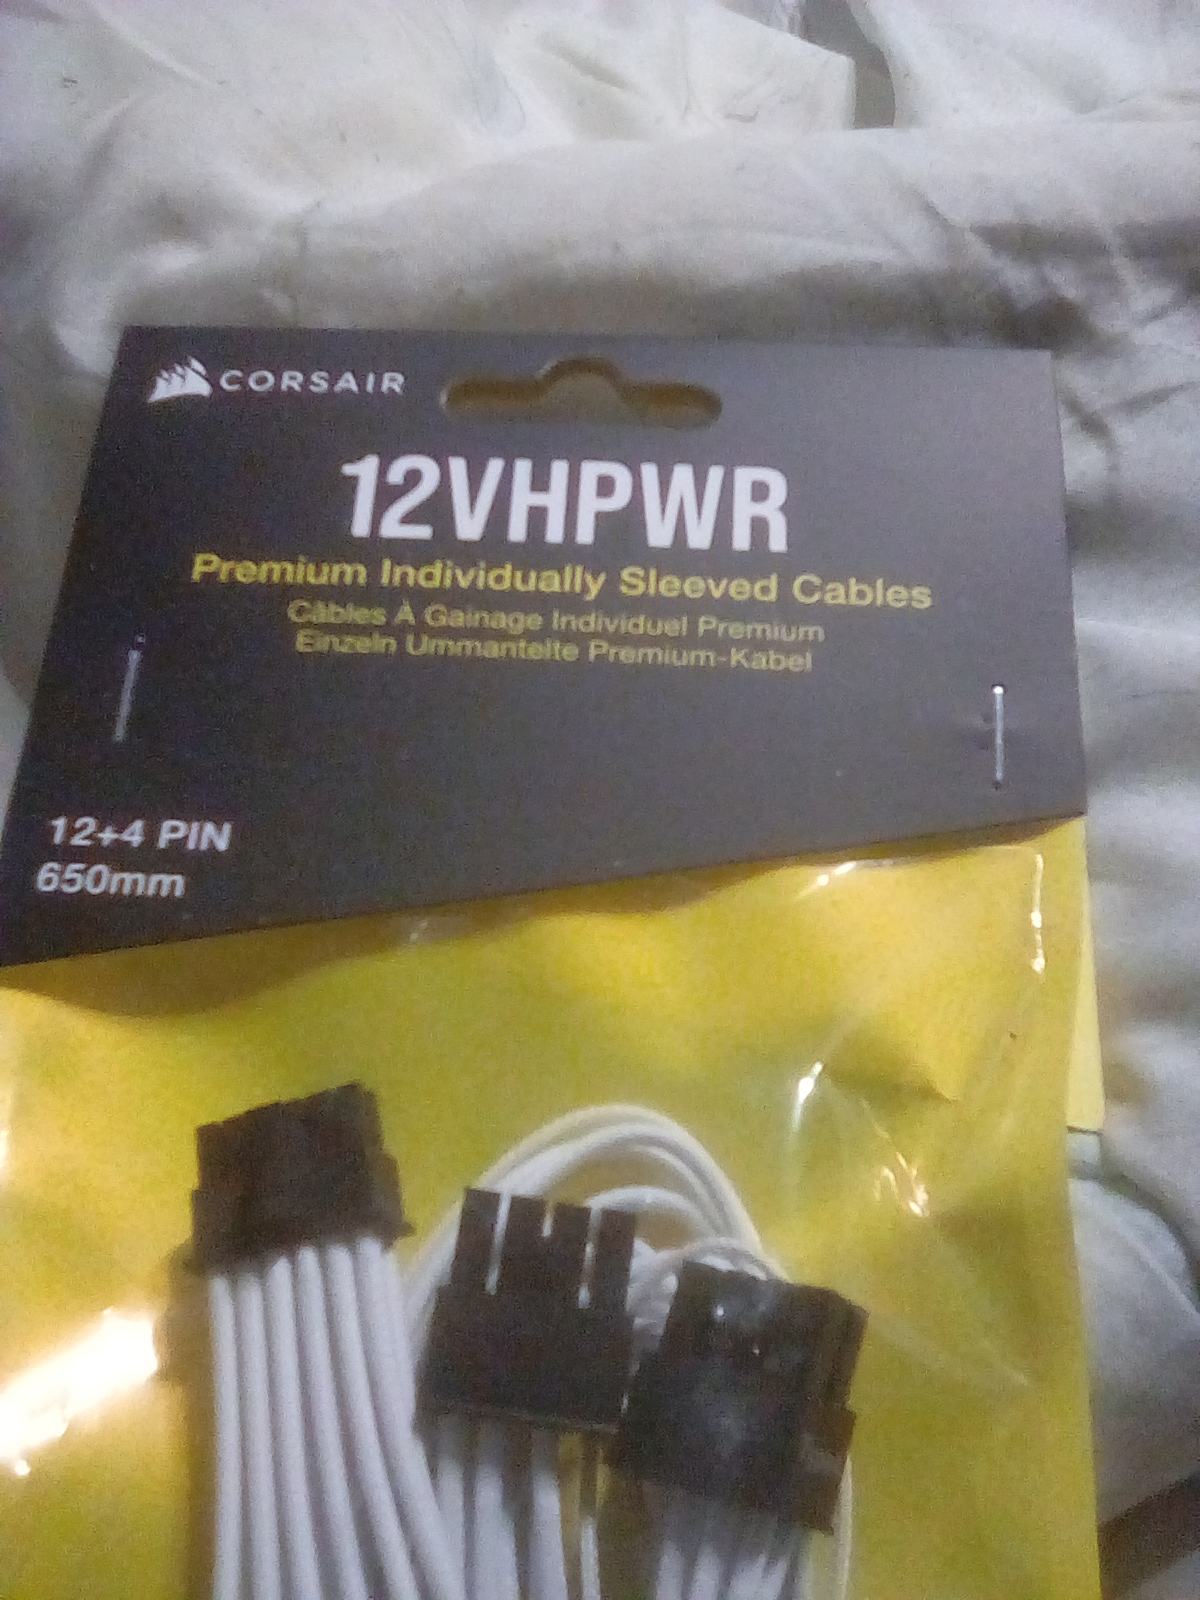 CORSAIR
12VHPWR
Premium Individually Sleeved Cables
Câbles À Gainage Individuel Premium
Einzeln Ummantelte Premium-Kabel
12+4 PIN
650mm